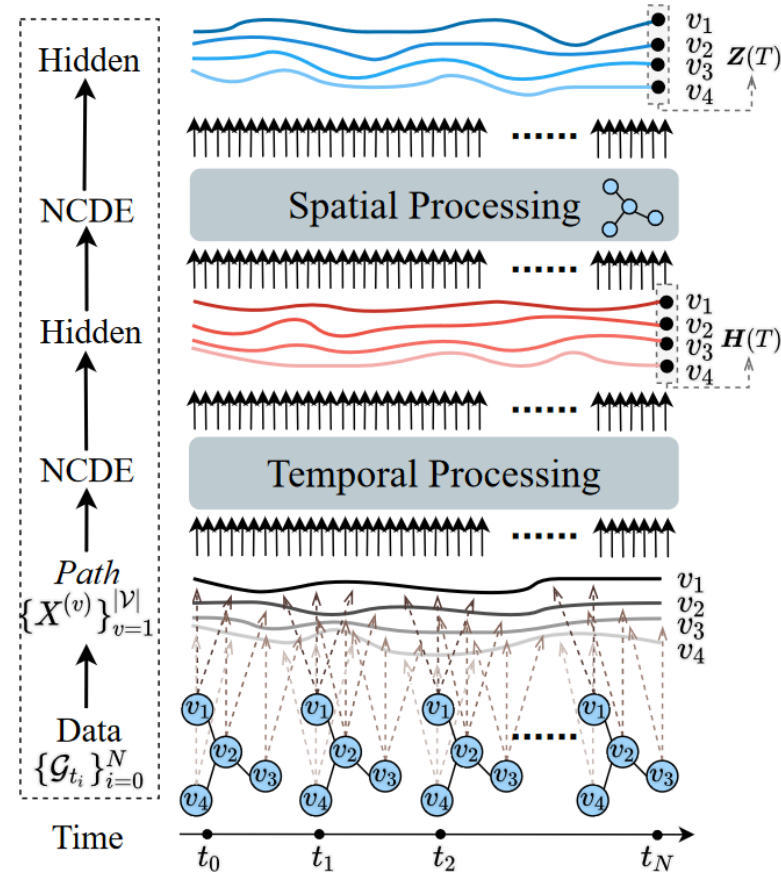 Hidden
v₁
v₂
v₃
v₄
Z(T)
......
NCDE
Spatial Processing
......
Hidden
v₁
v₂
v₃
v₄
H(T)
......
NCDE
Temporal Processing
......
Path
{X^{(v)}}_{v=1}^{|𝒱|}
v₁
v₂
v₃
v₄
Data
{𝒢_{t_i}}_{i=0}^{N}
v₁
v₂
v₃
v₄
v₁
v₂
v₃
v₄
v₁
v₂
v₃
v₄
......
v₁
v₂
v₃
v₄
Time
t₀
t₁
t₂
t_N